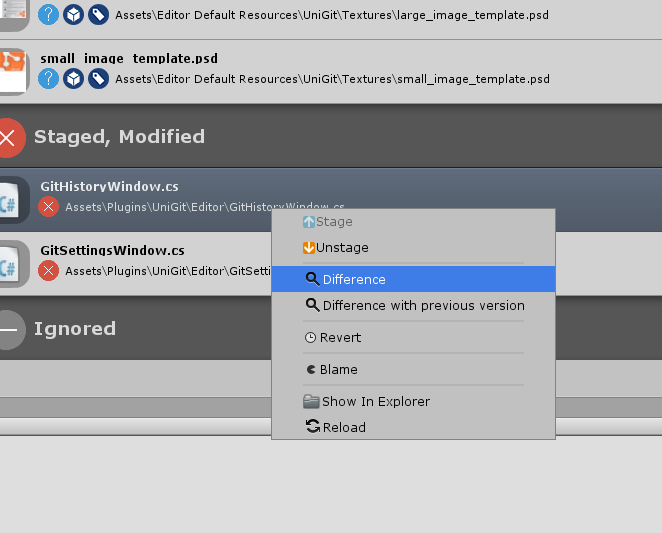 ?
Assets\Editor Default Resources\UniGit\Textures\large_image_template.psd
small_image_template.psd
?
Assets\Editor Default Resources\UniGit\Textures\small_image_template.psd
Staged, Modified
C#
GitHistoryWindow.cs
Assets\Plugins\UniGit\Editor\GitHistoryWindow.cs
Stage
Unstage
C#
GitSettingsWindow.cs
Assets\Plugins\UniGit\Editor\GitSetti
Difference
Difference with previous version
Ignored
Revert
Blame
Show In Explorer
Reload